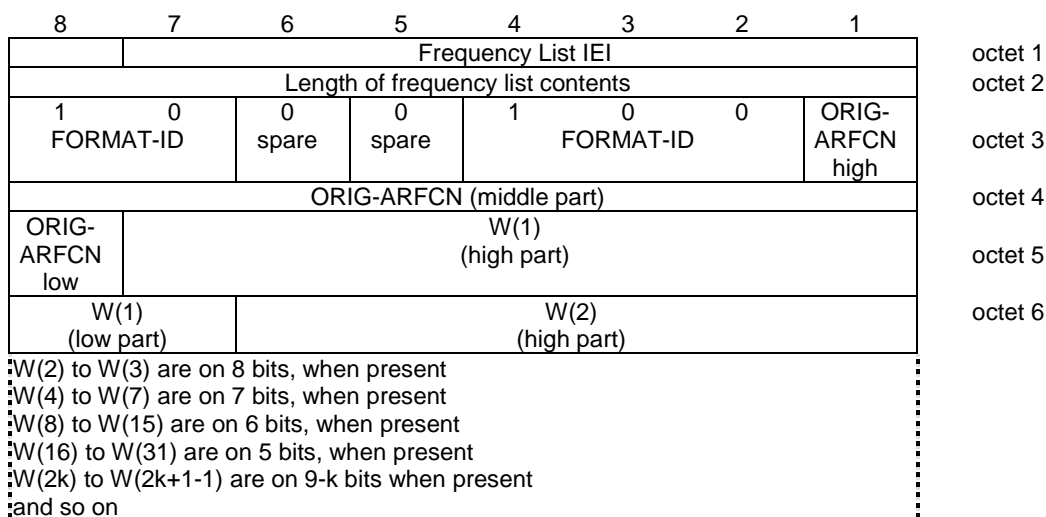 8 7 6 5 4 3 2 1
Frequency List IEI octet 1
Length of frequency list contents octet 2
1 0 0 0 1 0 0 ORIG-
FORMAT-ID spare spare FORMAT-ID ARFCN octet 3
high
ORIG-ARFCN (middle part) octet 4
ORIG- W(1)
ARFCN (high part) octet 5
low
W(1) W(2) octet 6
(low part) (high part)
W(2) to W(3) are on 8 bits, when present
W(4) to W(7) are on 7 bits, when present
W(8) to W(15) are on 6 bits, when present
W(16) to W(31) are on 5 bits, when present
W(2k) to W(2k+1-1) are on 9-k bits when present
and so on